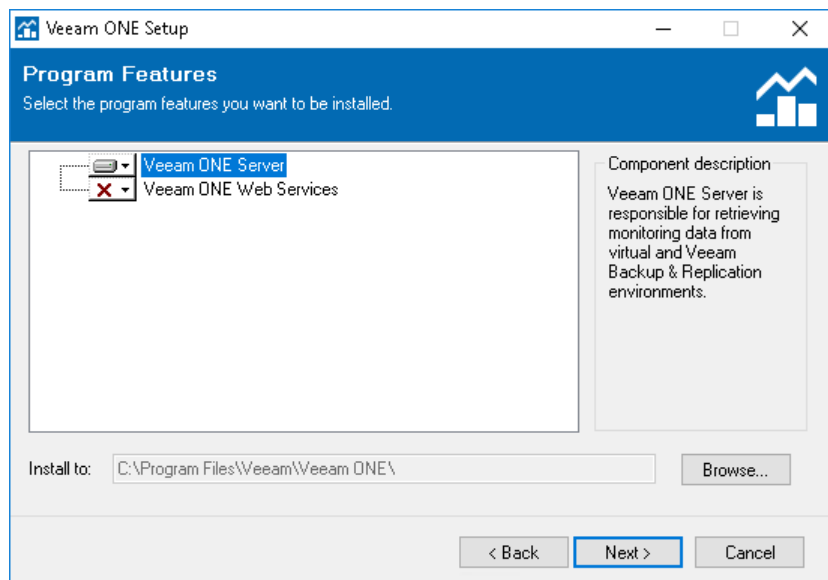 Veeam ONE Setup
Program Features
Select the program features you want to be installed.
Veeam ONE Server
Veeam ONE Web Services
Component description
Veeam ONE Server is
responsible for retrieving
monitoring data from
virtual and Veeam
Backup & Replication
environments.
Install to:
C:\Program Files\Veeam\Veeam ONE\
Browse...
< Back
Next >
Cancel